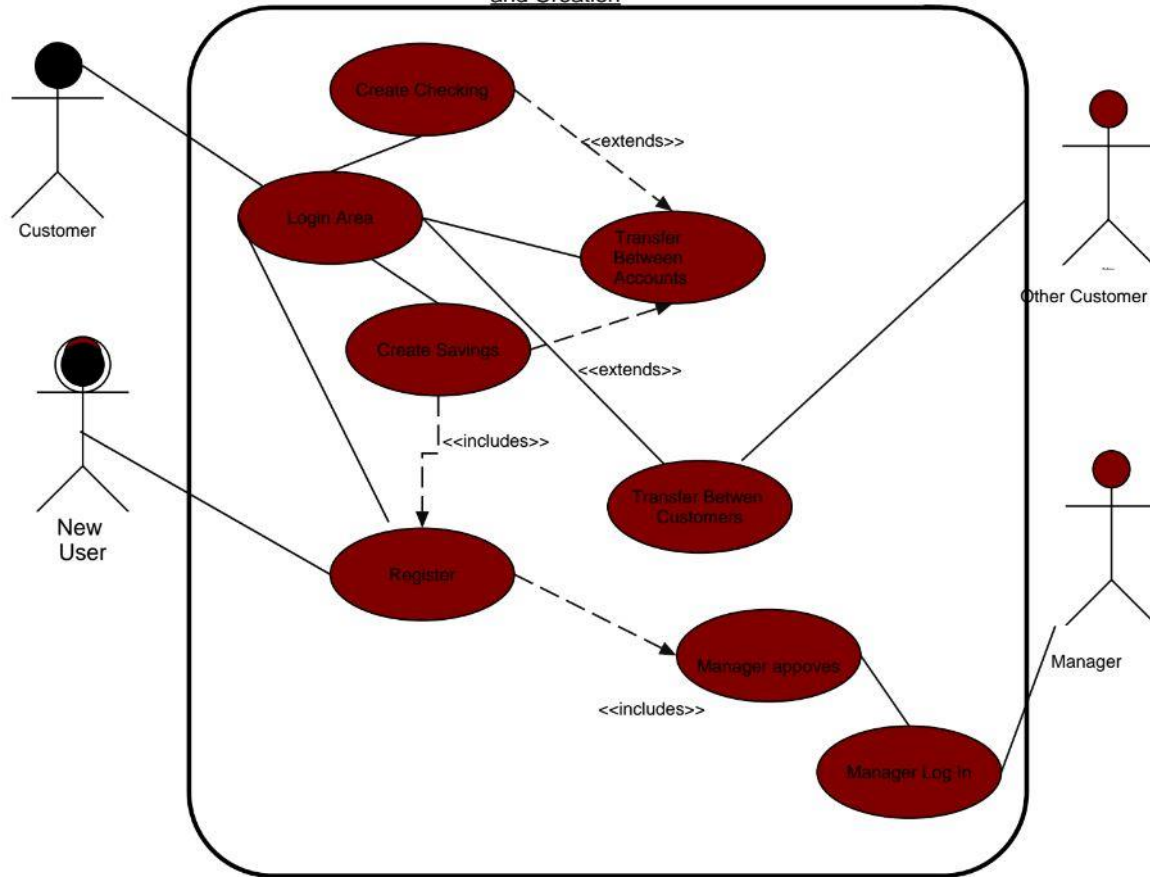 and Creation
Create Checking
<<extends>>
Customer
Login Area
Transfer
Between
Accounts
Other Customer
Create Savings
<<extends>>
<<includes>>
New
User
Transfer Betwen
Customers
Register
Manager appoves
Manager
<<includes>>
Manager Log In